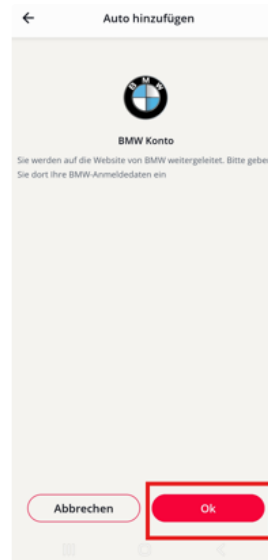 Auto hinzufügen
BMW
BMW Konto
Sie werden auf die Website von BMW weitergeleitet. Bitte geben
Sie dort Ihre BMW-Anmeldedaten ein
Abbrechen
Ok